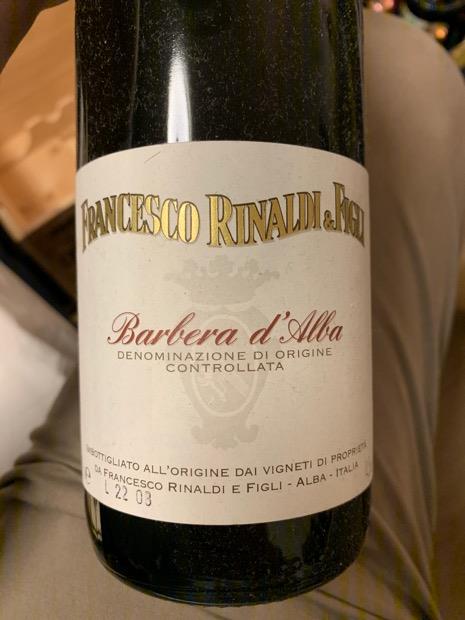 FRANCESCO RINALDI & FIGLI
Barbera d'Alba
DENOMINAZIONE DI ORIGINE
CONTROLLATA
IMBOTTIGLIATO ALL'ORIGINE DAI VIGNETI DI PROPRIETÀ
DA FRANCESCO RINALDI E FIGLI - ALBA - ITALIA
L 22 03